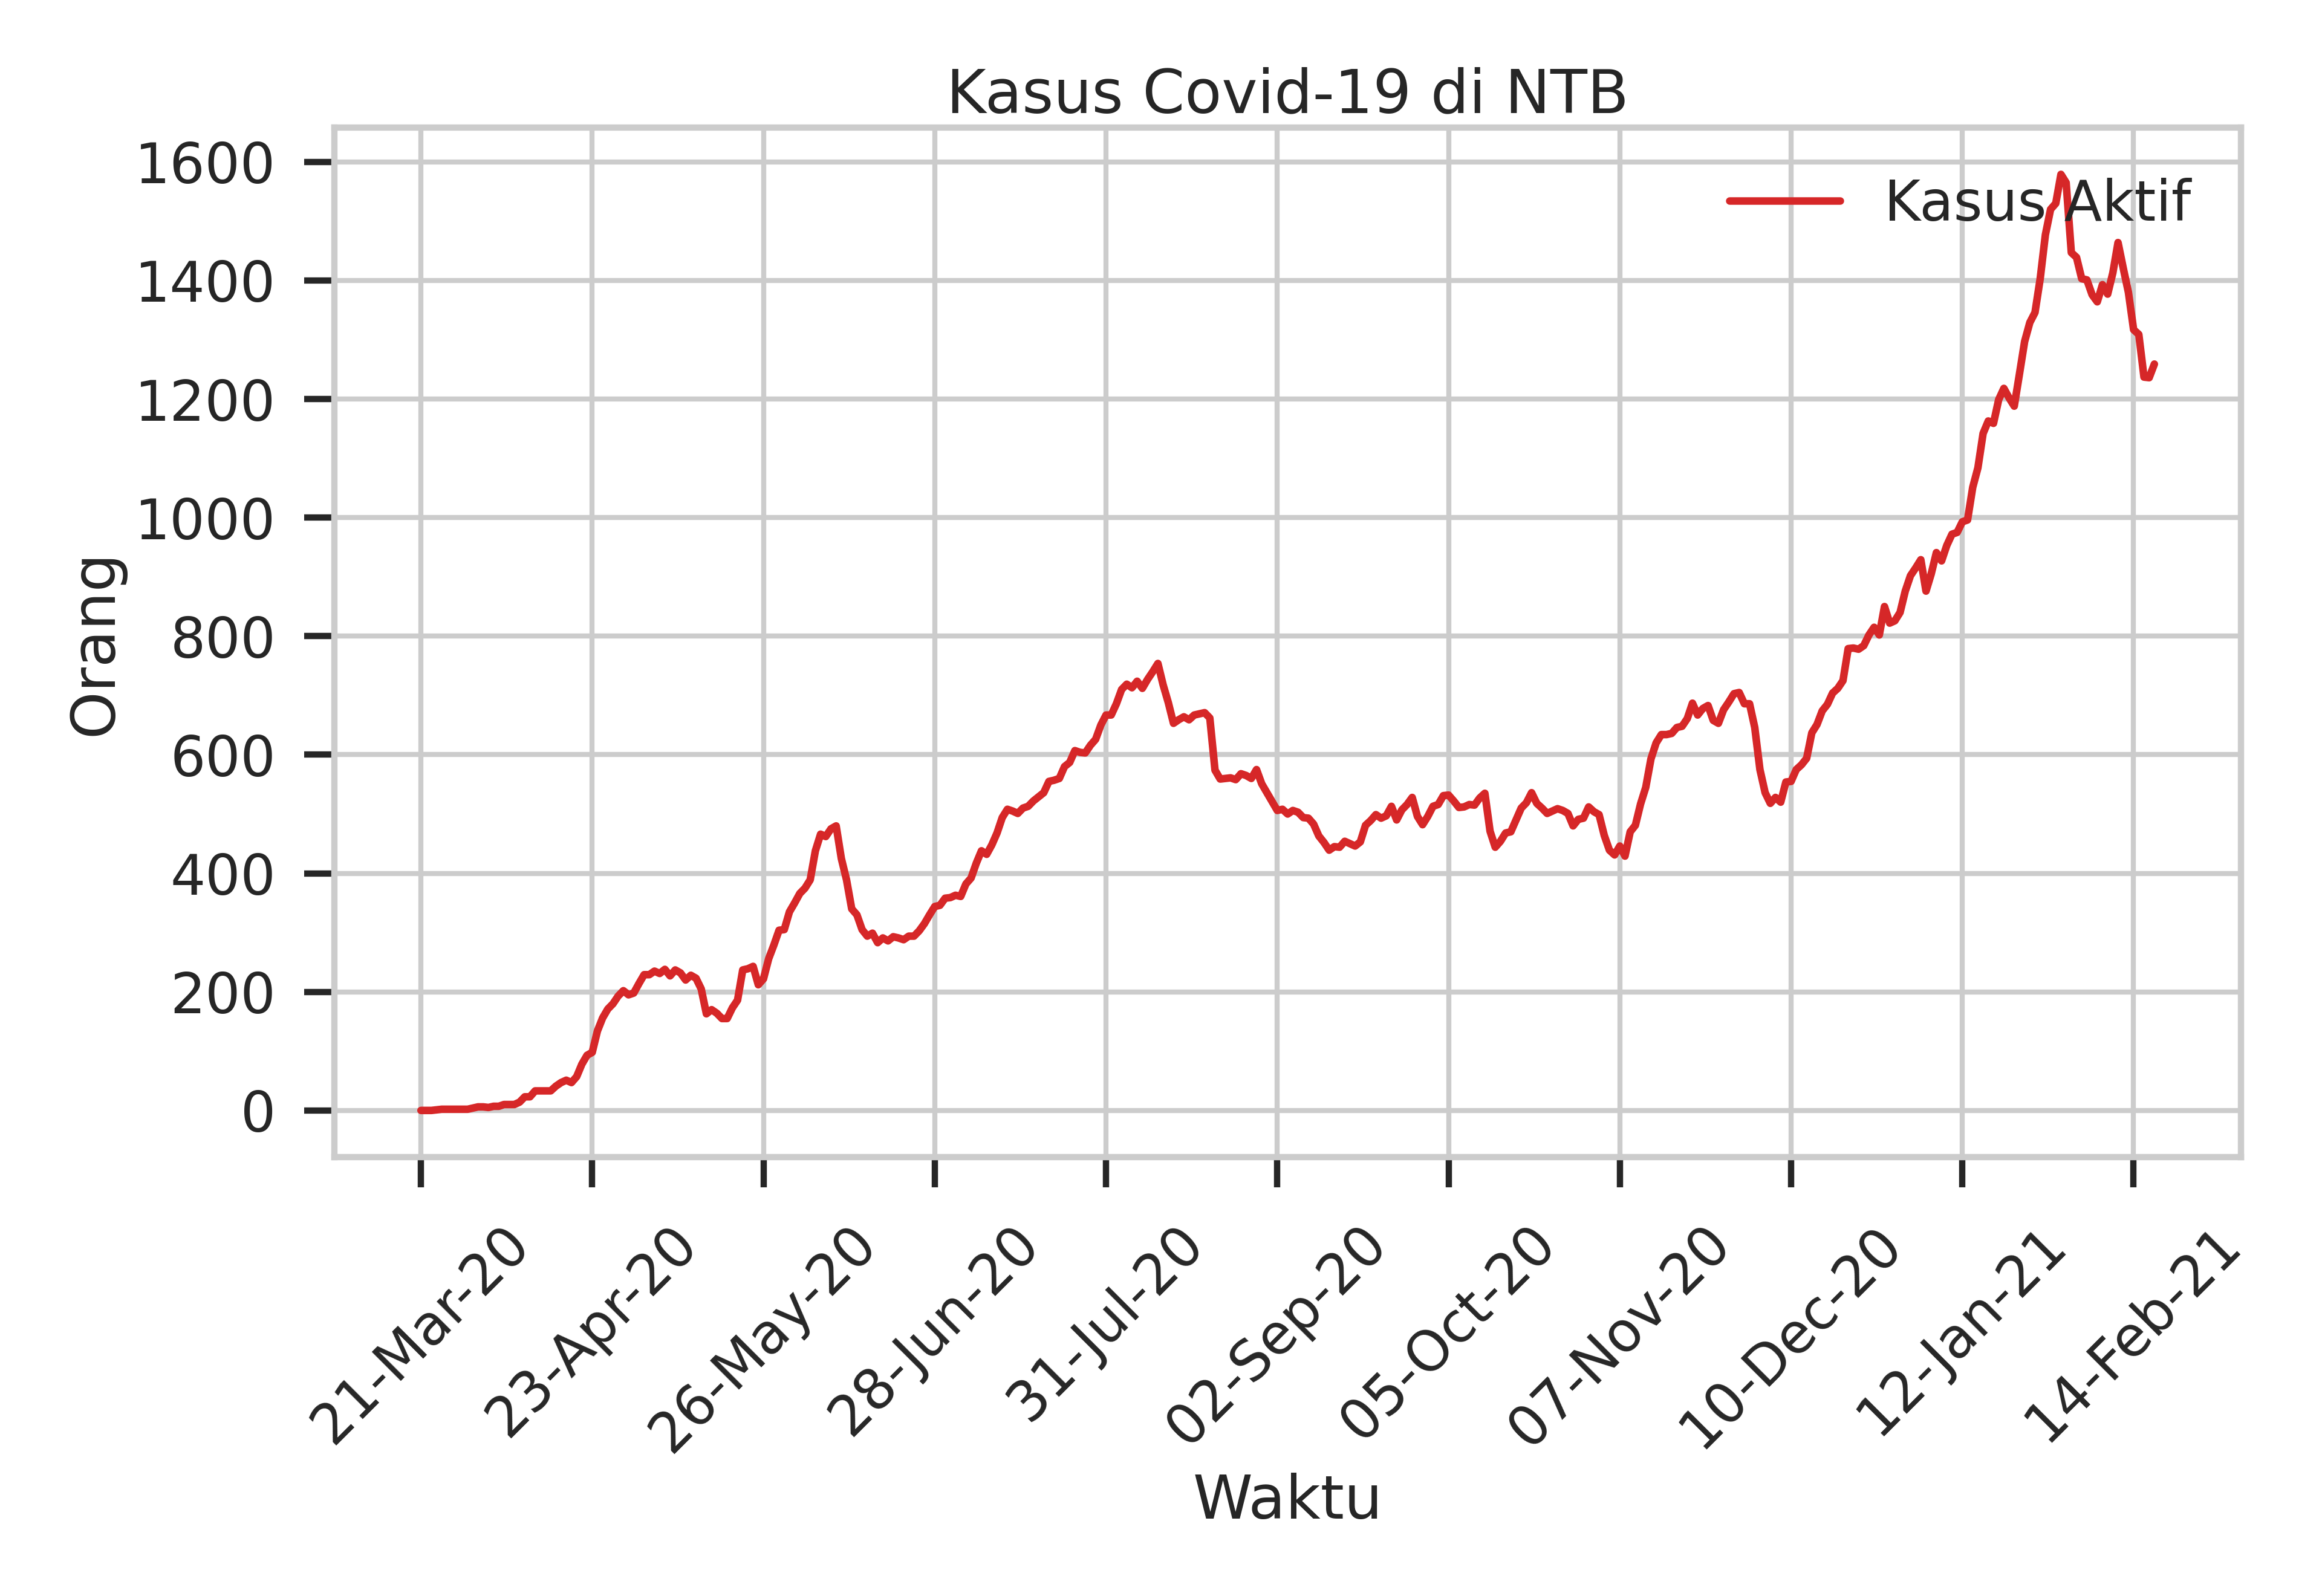 Kasus Covid-19 di NTB
Kasus Aktif
1600
1400
1200
1000
800
600
400
200
0
Orang
21-Mar-20
23-Apr-20
26-May-20
28-Jun-20
31-Jul-20
02-Sep-20
05-Oct-20
07-Nov-20
10-Dec-20
12-Jan-21
14-Feb-21
Waktu